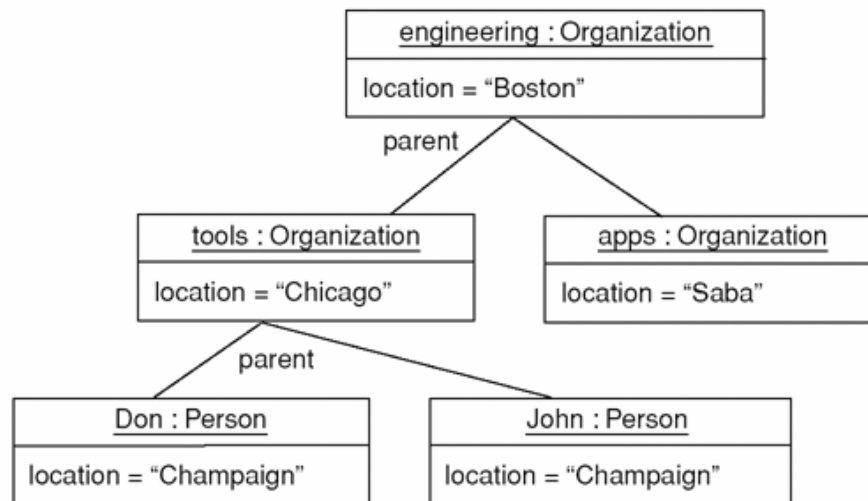 engineering : Organization
location = “Boston”
parent
tools : Organization
location = “Chicago”
apps : Organization
location = “Saba”
parent
Don : Person
location = “Champaign”
John : Person
location = “Champaign”